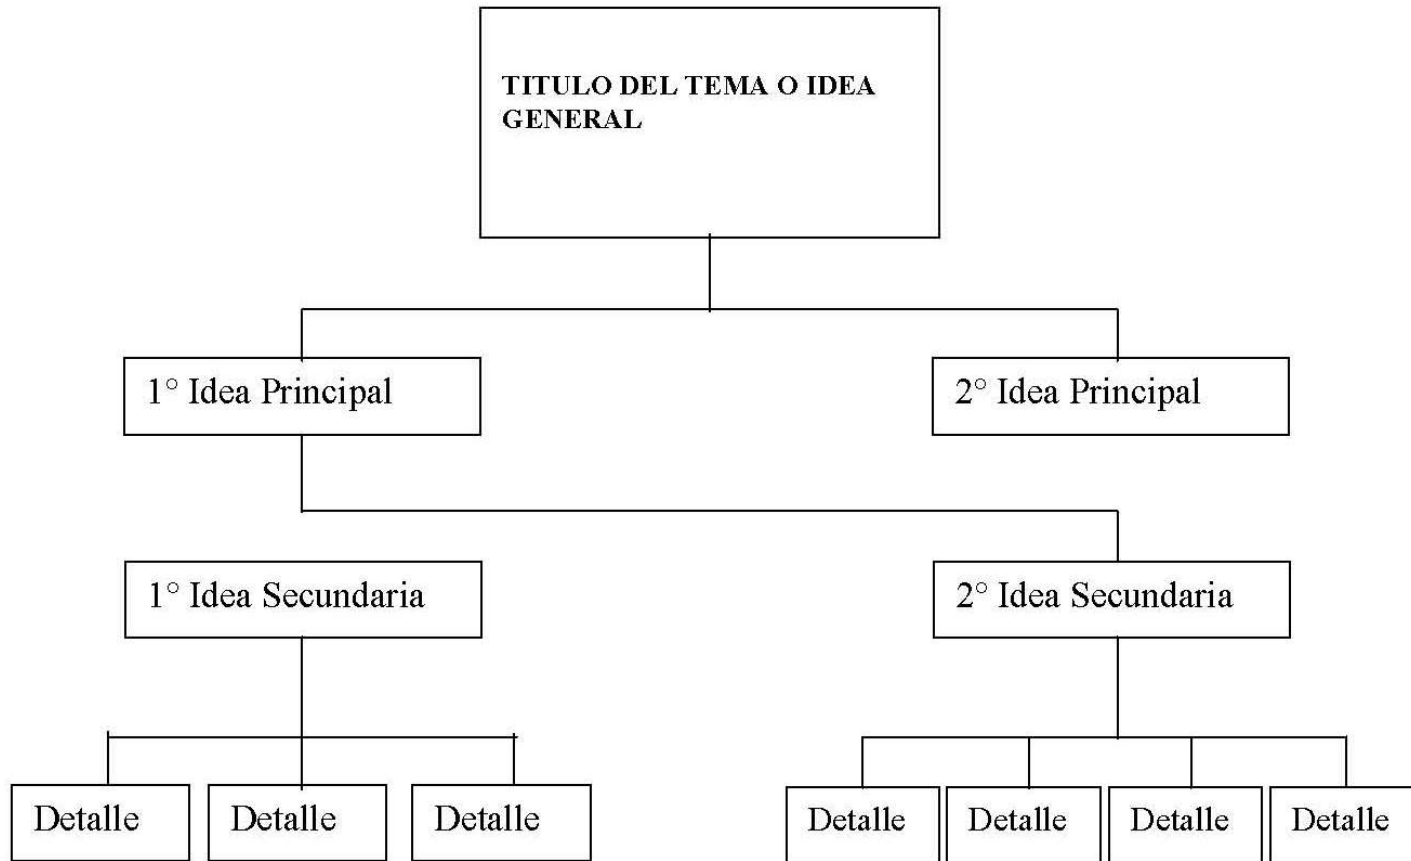 TITULO DEL TEMA O IDEA
GENERAL
1° Idea Principal
2° Idea Principal
1° Idea Secundaria
2° Idea Secundaria
Detalle
Detalle
Detalle
Detalle
Detalle
Detalle
Detalle